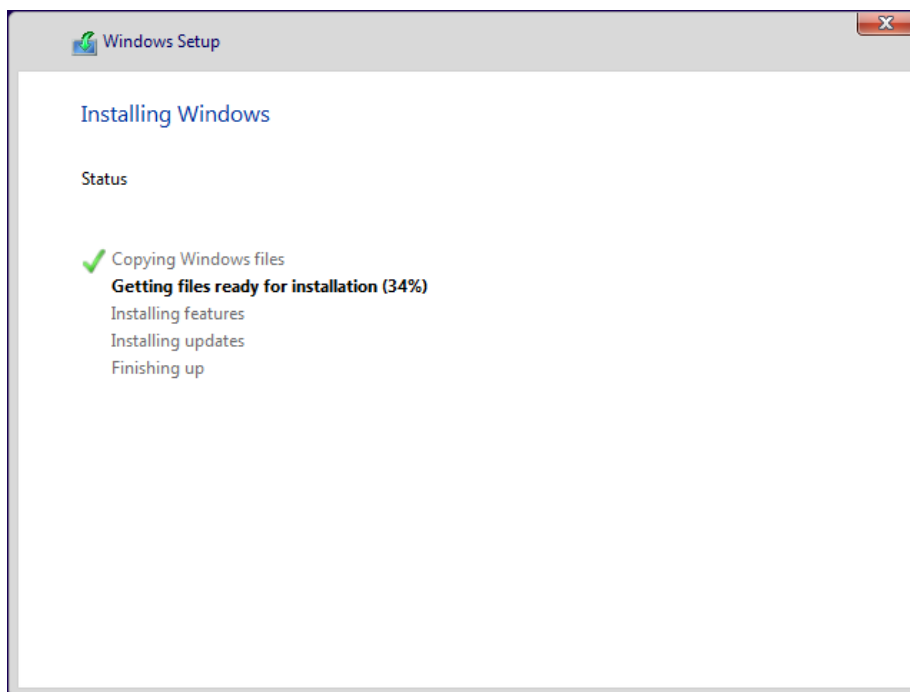 Windows Setup
Installing Windows
Status
Copying Windows files
Getting files ready for installation (34%)
Installing features
Installing updates
Finishing up